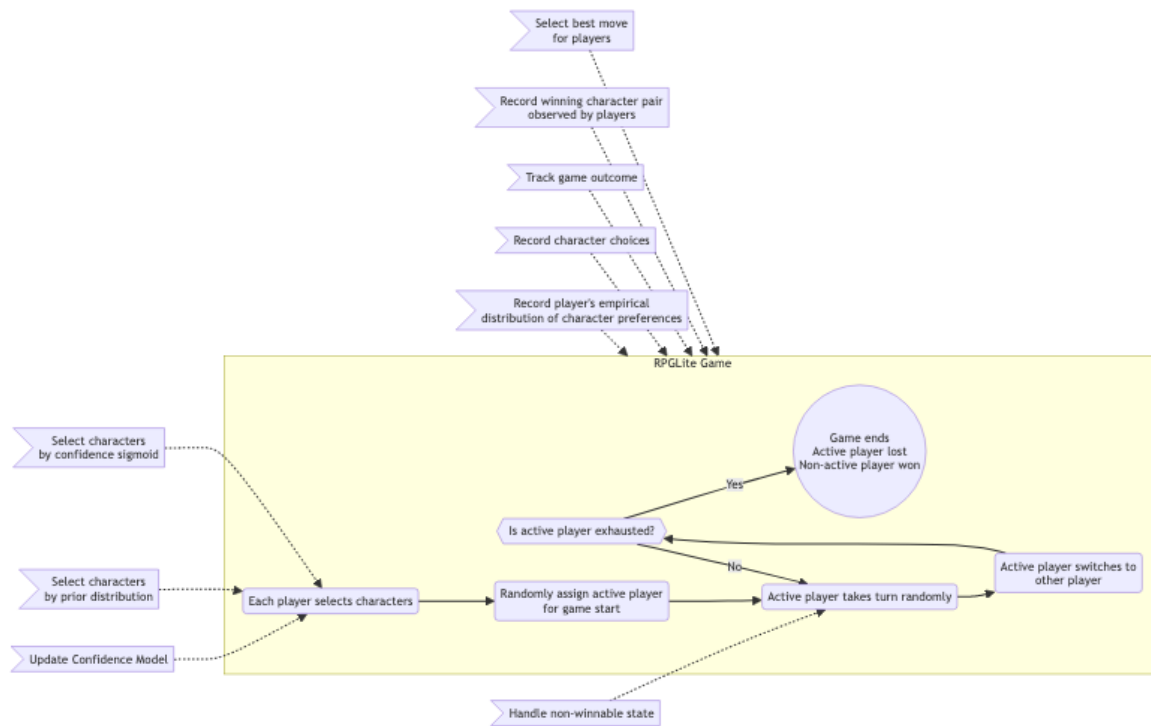 Select best move
for players
Record winning character pair
observed by players
Track game outcome
Record character choices
Record player's empirical
distribution of character preferences
RPGLite Game
Game ends
Active player lost
Non-active player won
Select characters
by confidence sigmoid
Yes
Is active player exhausted?
No
Active player switches to
other player
Select characters
by prior distribution
Each player selects characters
Randomly assign active player
for game start
Active player takes turn randomly
Update Confidence Model
Handle non-winnable state